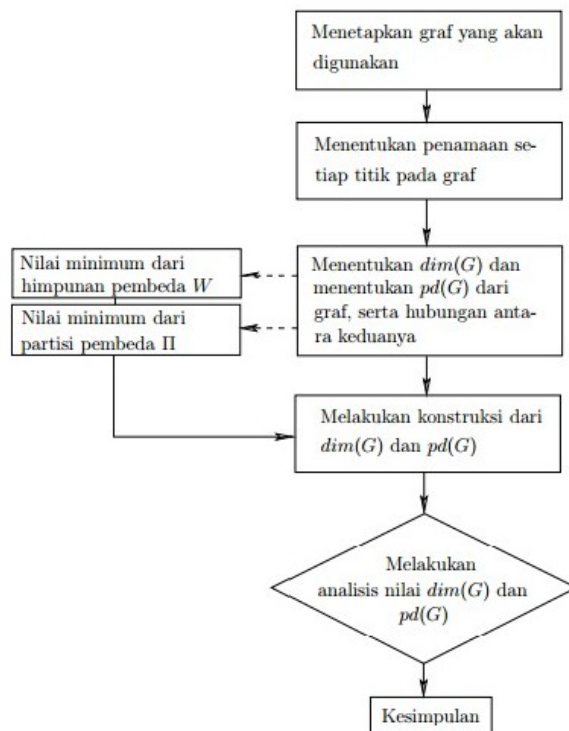 Menetapkan graf yang akan
digunakan
Menentukan penamaan se-
tiap titik pada graf
Nilai minimum dari
himpunan pembeda W
Nilai minimum dari
partisi pembeda Π
Menentukan dim(G) dan
menentukan pd(G) dari
graf, serta hubungan anta-
ra keduanya
Melakukan konstruksi dari
dim(G) dan pd(G)
Melakukan
analisis nilai dim(G) dan
pd(G)
Kesimpulan